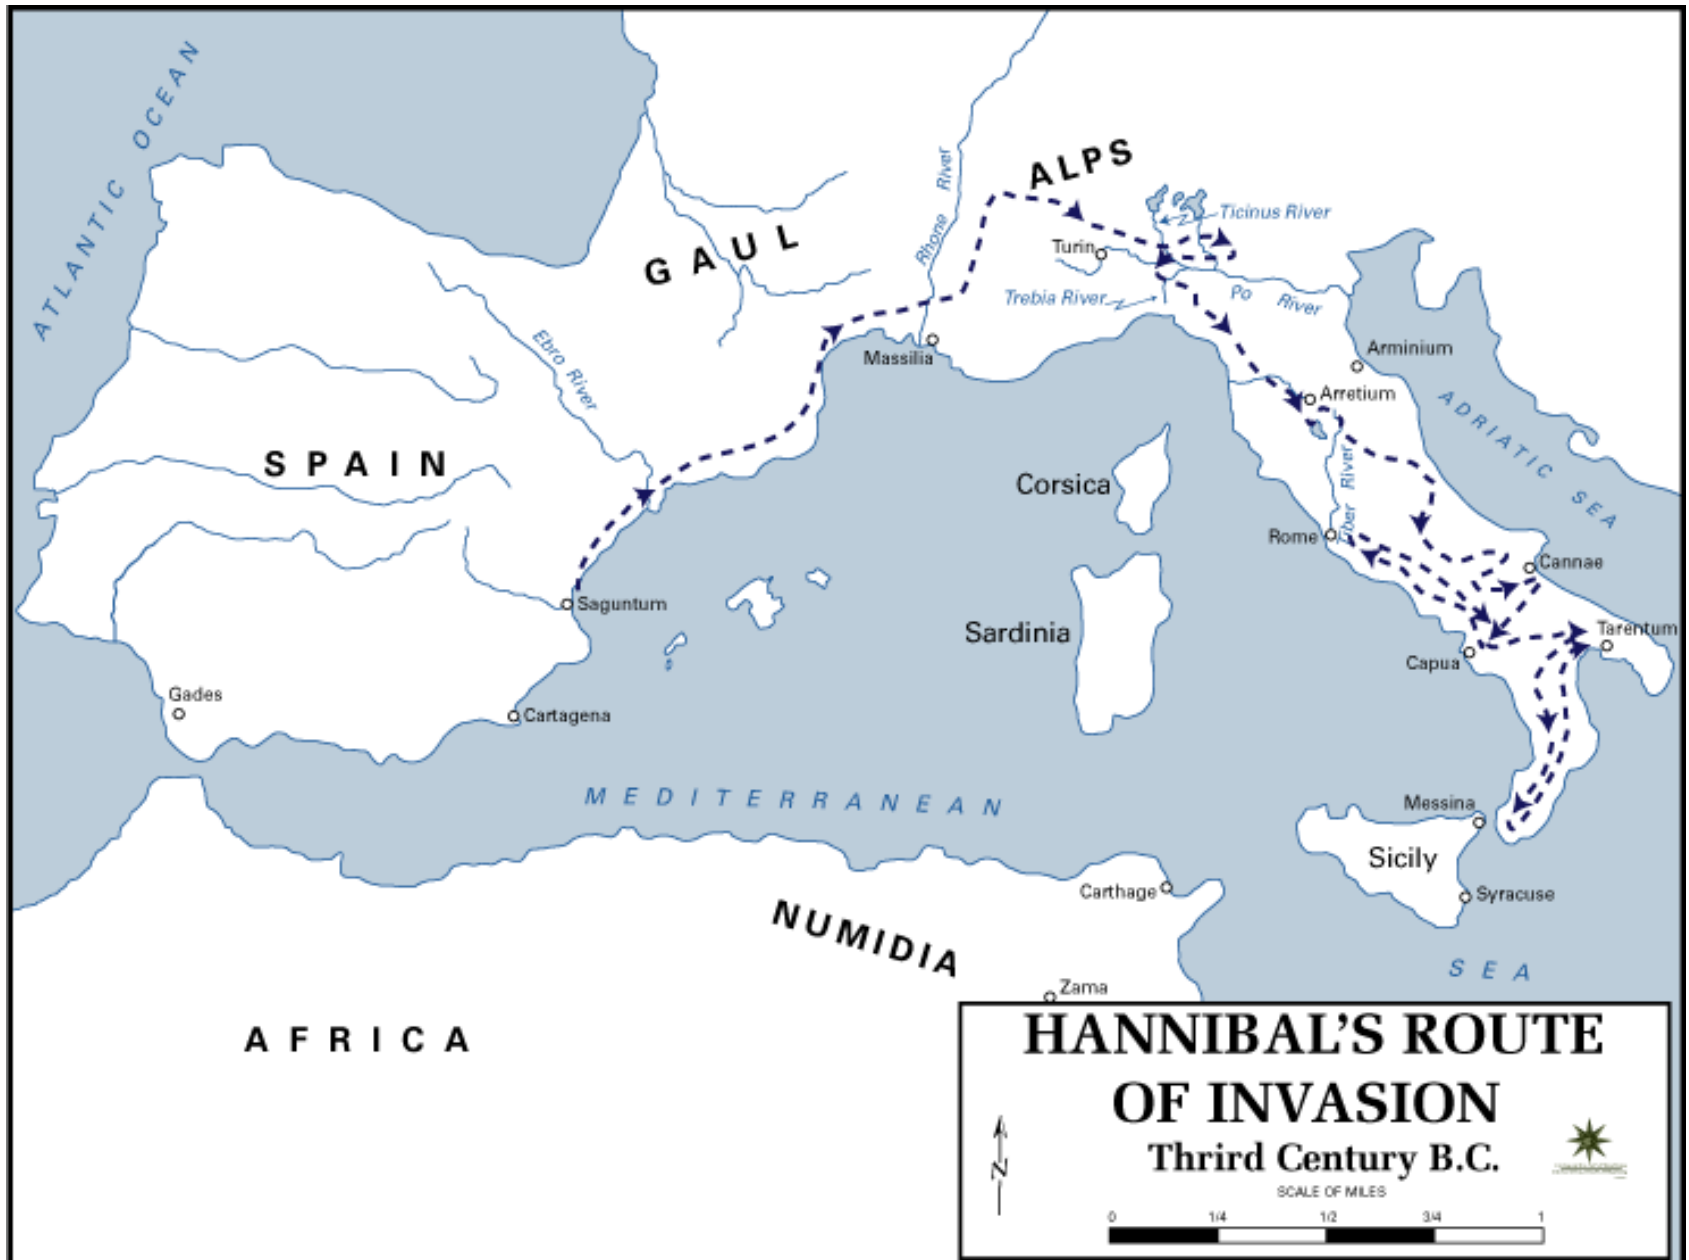 ATLANTIC OCEAN
ALPS
Rhone River
Ticinus River
GAUL
Turin
Trebia River
Po River
Ebro River
Massilia
Arminium
Arretium
ADRIATIC SEA
SPAIN
Corsica
Tiber River
Rome
Cannae
Saguntum
Sardinia
Tarentum
Capua
Gades
Cartagena
MEDITERRANEAN
Messina
Sicily
Carthage
Syracuse
NUMIDIA
SEA
Zama
AFRICA
HANNIBAL'S ROUTE
OF INVASION
Thrird Century B.C.
N
SCALE OF MILES
0 1/4 1/2 3/4 1